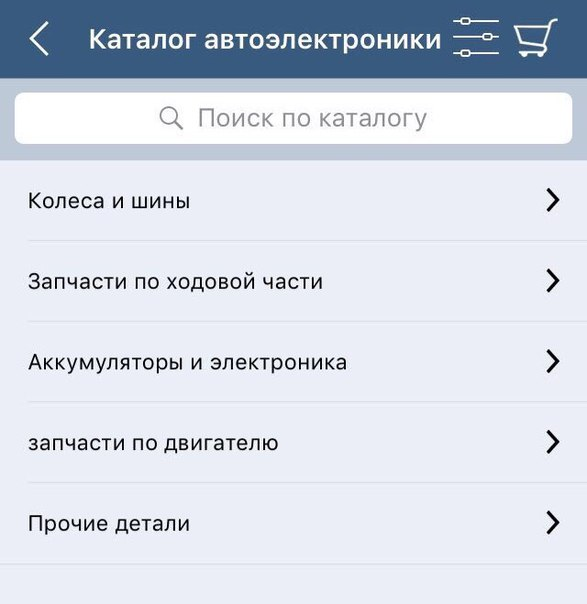 Каталог автоэлектроники
Поиск по каталогу
Колеса и шины
Запчасти по ходовой части
Аккумуляторы и электроника
запчасти по двигателю
Прочие детали